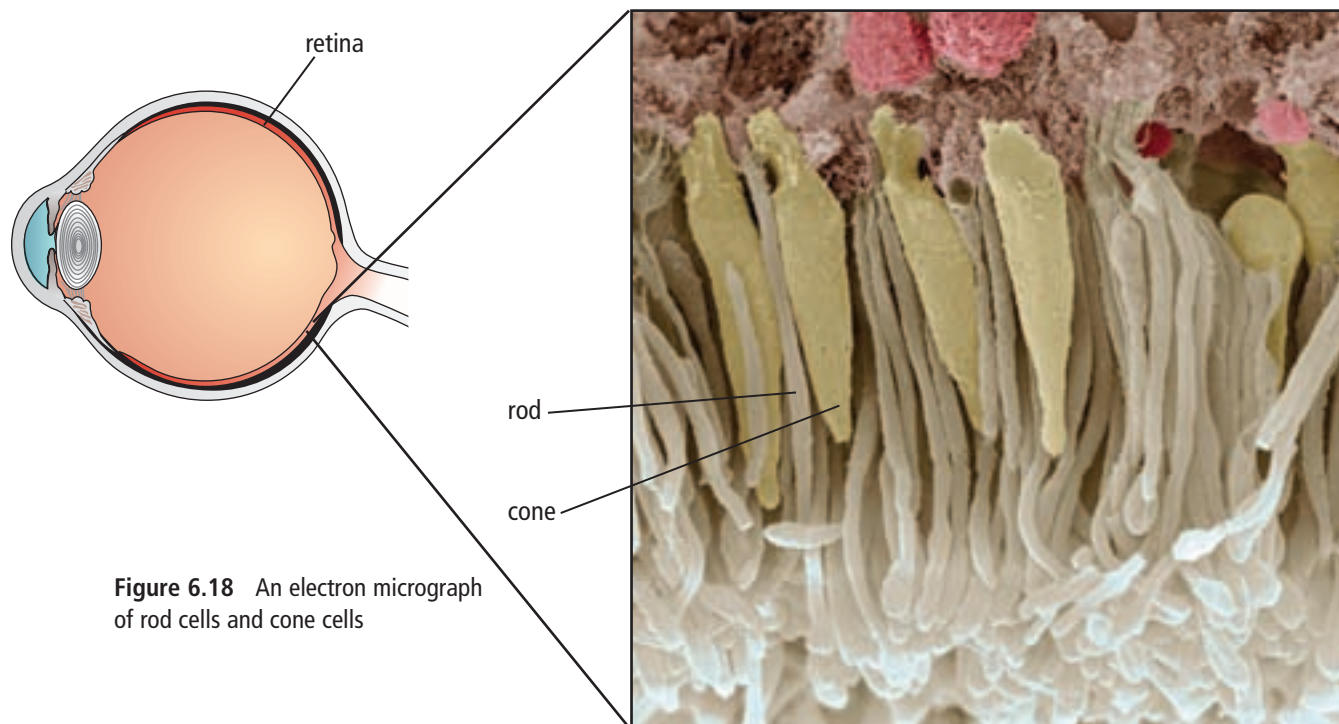 retina
rod
cone
Figure 6.18 An electron micrograph
of rod cells and cone cells